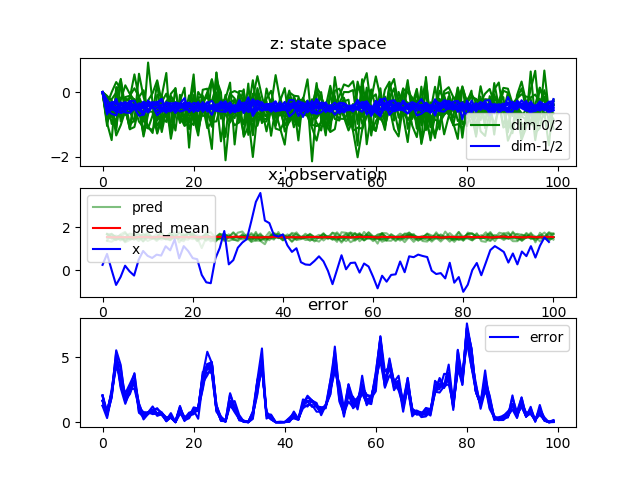 z: state space
0
−2
dim-0/2
dim-1/2
0 20 40 60 80 100
x: observation
2
0
pred
pred_mean
x
0 20 40 60 80 100
error
5
0
error
0 20 40 60 80 100